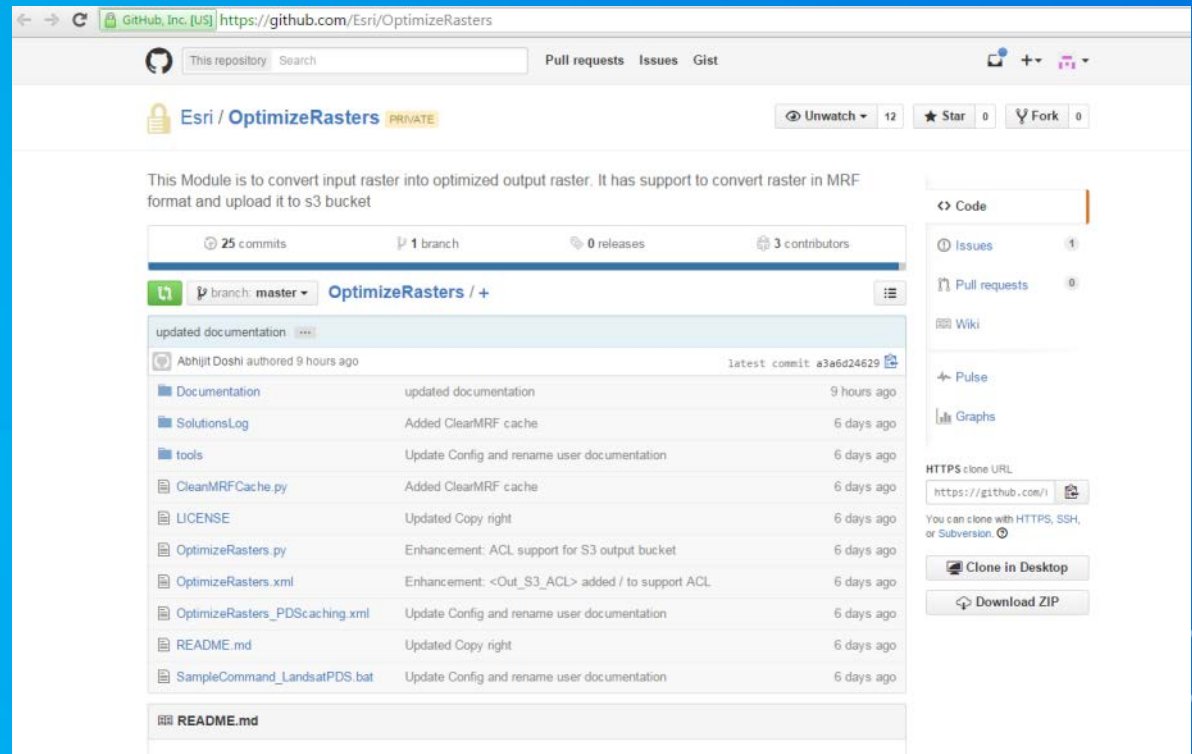 GitHub, Inc. [US] https://github.com/Esri/OptimizeRasters
This repository Search Pull requests Issues Gist
Esri / OptimizeRasters PRIVATE Unwatch 12 Star 0 Fork 0
This Module is to convert input raster into optimized output raster. It has support to convert raster in MRF
format and upload it to s3 bucket
25 commits 1 branch 0 releases 3 contributors
branch: master OptimizeRasters / +
updated documentation ...
Abhijit Doshi authored 9 hours ago latest commit a3a6d24629
Documentation updated documentation 9 hours ago
SolutionsLog Added ClearMRF cache 6 days ago
tools Update Config and rename user documentation 6 days ago
CleanMRFCache.py Added ClearMRF cache 6 days ago
LICENSE Updated Copy right 6 days ago
OptimizeRasters.py Enhancement: ACL support for S3 output bucket 6 days ago
OptimizeRasters.xml Enhancement: <Out_S3_ACL> added / to support ACL 6 days ago
OptimizeRasters_PDScaching.xml Update Config and rename user documentation 6 days ago
README.md Updated Copy right 6 days ago
SampleCommand_LandsatPDS.bat Update Config and rename user documentation 6 days ago
README.md
Code
Issues 1
Pull requests 0
Wiki
Pulse
Graphs
HTTPS clone URL
https://github.com/
You can clone with HTTPS, SSH,
or Subversion.
Clone in Desktop
Download ZIP